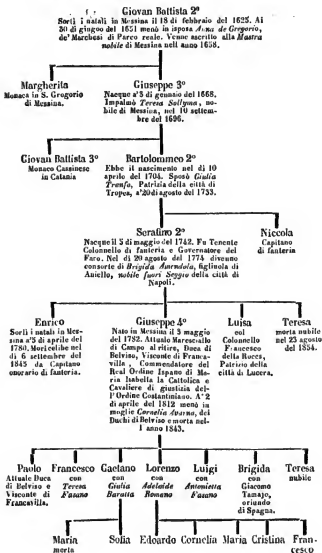 Giovan Battista 2°
Sortì i natali in Messina il 18 di febbraio del 1625. Ai
30 di giugno del 1651 menò in isposa Anna de Gregorio,
de' Marchesi di Parco reale. Venne ascritto alla Mastra
nobile di Messina nell'anno 1658.
Margherita
Monaca in S. Gregorio
di Messina.
Giuseppe 3°
Nacque a' 3 di gennaio del 1668.
Impalmò Teresa Sollyma, no-
bile di Messina, nel 10 settem-
bre del 1696.
Giovan Battista 3°
Monaco Cassinese
in Catania
Bartolommeo 2°
Ebbe il nascimento nel dì 10
aprile del 1704. Sposò Giulia
Tranfo, Patrizia della città di
Tropea, a' 20 di agosto del 1733.
Serafino 2°
Nacque il 3 di maggio del 1742. Fu Tenente
Colonnello di fanteria e Governatore del
Faro. Nel dì 20 agosto del 1774 divenne
consorte di Brigida Amendola, figliuola di
Aniello, nobile fuori Seggio della città di
Napoli.
Niccola
Capitano
di fanteria
Enrico
Sortì i natali in Mes-
sina a' 5 di aprile del
1780. Morì celibe nel
dì 6 settembre del
1845 da Capitano
onorario di fanteria.
Giuseppe 4°
Nato in Messina il 3 maggio
del 1782. Attuale Maresciallo
di Campo al ritiro, Duca di
Belviso, Visconte di Franca-
villa, Commendatore del
Real Ordine Ispano di Ma-
ria Isabella la Cattolica e
Cavaliere di giustizia del-
l'Ordine Costantiniano. A' 2
di aprile del 1812 menò in
moglie Cornelia Avarna, dei
Duchi di Belviso e morta nel-
l'anno 1843.
Luisa
col
Colonnello
Francesco
della Rocca,
Patrizio della
città di Lucera.
Teresa
morta nubile
nel 23 agosto
del 1854.
Paolo
Attuale Duca
di Belviso e
Visconte di
Francavilla.
Francesco
con
Teresa
Fasano
Gaetano
con
Giulia
Baratta
Lorenzo
con
Adelaide
Romano
Luigi
con
Antonietta
Fasano
Brigida
con
Giacomo
Tamajo,
oriundo
di Spagna.
Teresa
nubile
Maria
morta
Sofia
Edoardo
Cornelia
Maria Cristina
Fran-
cesco